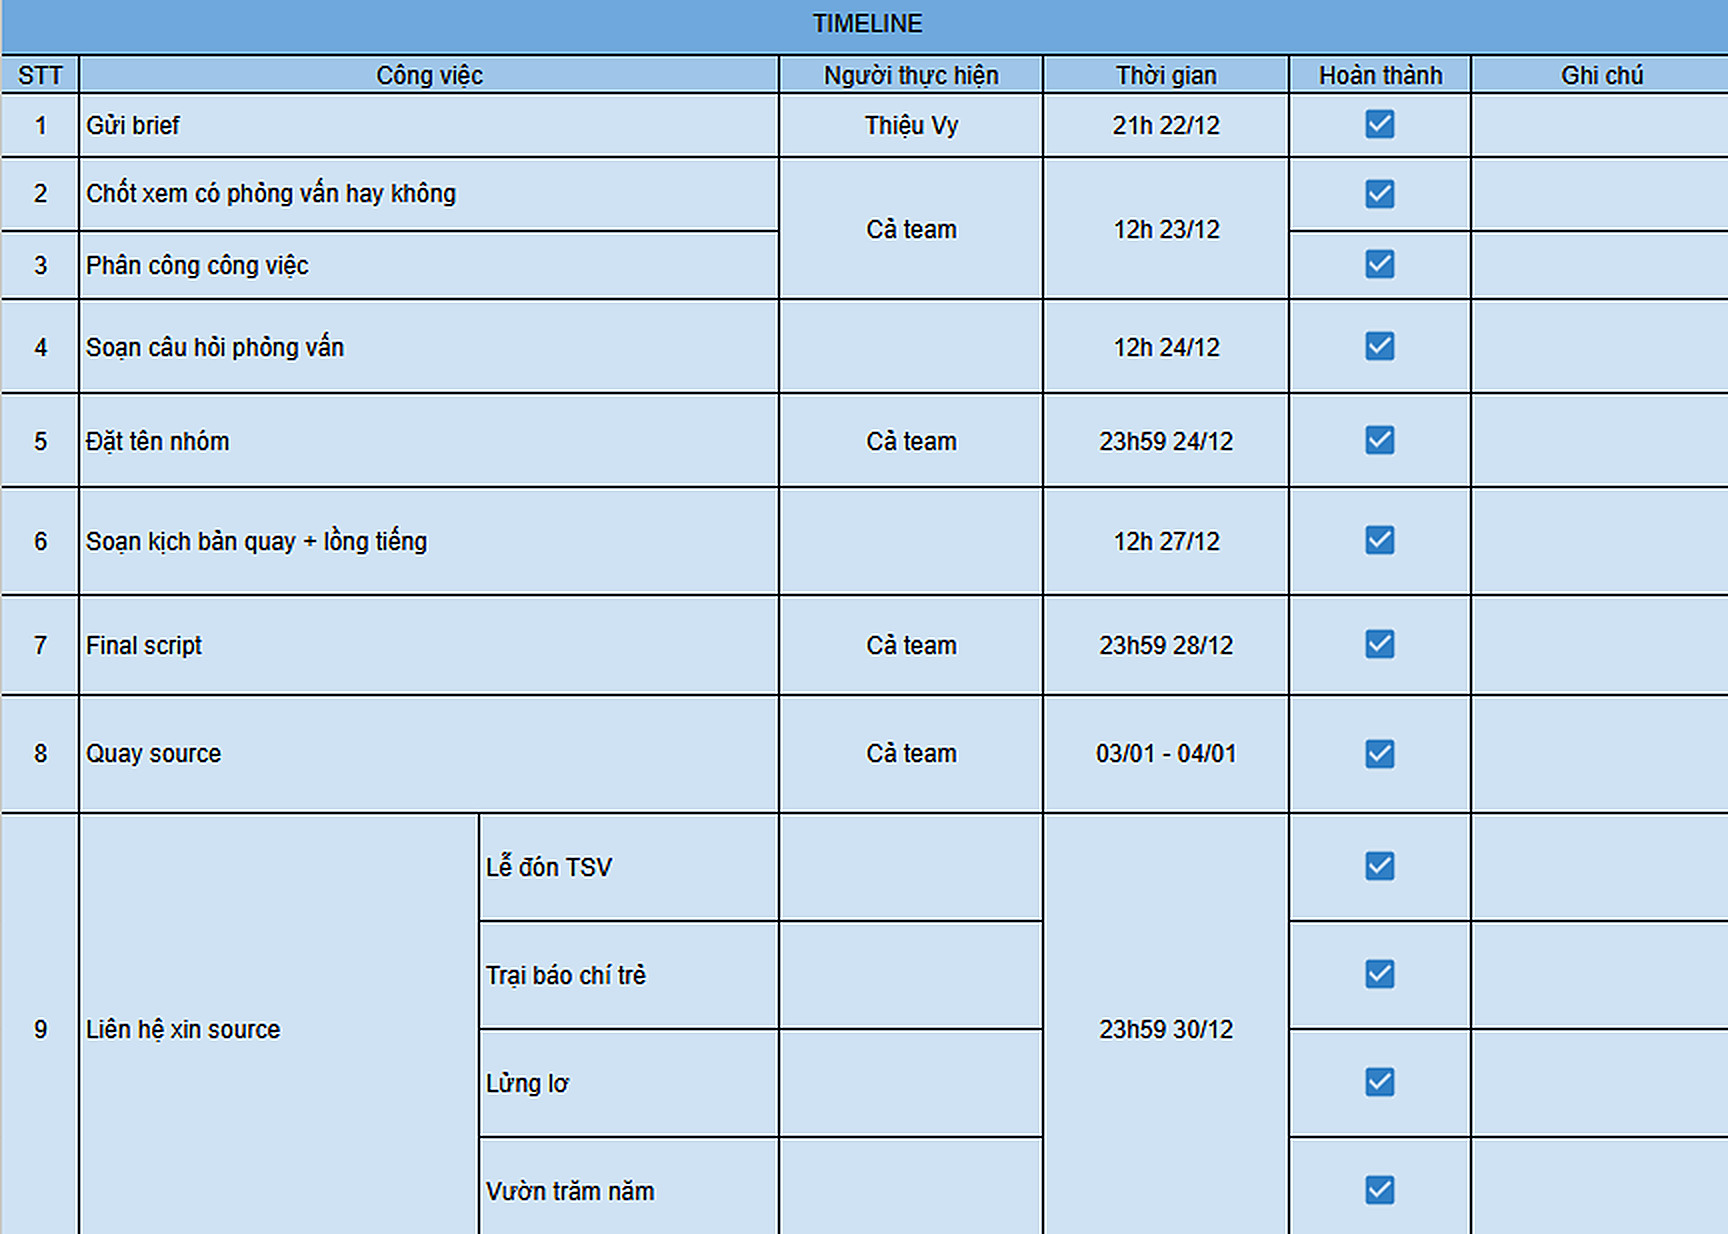 TIMELINE
STT Công việc Người thực hiện Thời gian Hoàn thành Ghi chú
1 Gửi brief Thiệu Vy 21h 22/12
2 Chốt xem có phỏng vấn hay không
Cả team 12h 23/12
3 Phân công công việc
4 Soạn câu hỏi phỏng vấn 12h 24/12
5 Đặt tên nhóm Cả team 23h59 24/12
6 Soạn kịch bản quay + lồng tiếng 12h 27/12
7 Final script Cả team 23h59 28/12
8 Quay source Cả team 03/01 - 04/01
Lễ đón TSV
Trại báo chí trẻ
9 Liên hệ xin source 23h59 30/12
Lửng lơ
Vườn trăm năm